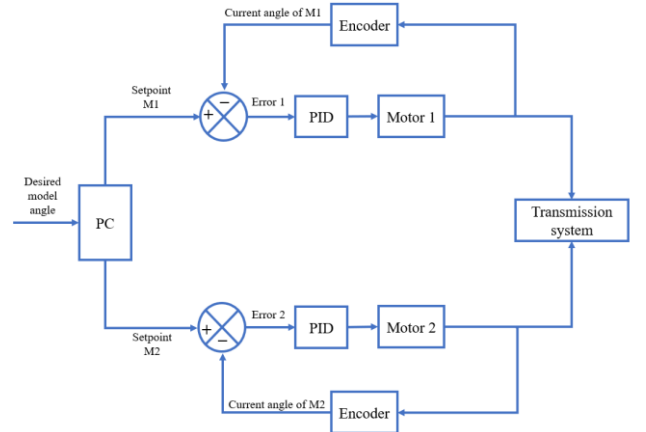 Current angle of M1
Encoder
Setpoint
M1
Error 1
+
−
PID
Motor 1
Desired
model
angle
PC
Transmission
system
Error 2
+
−
PID
Motor 2
Setpoint
M2
Current angle of M2
Encoder